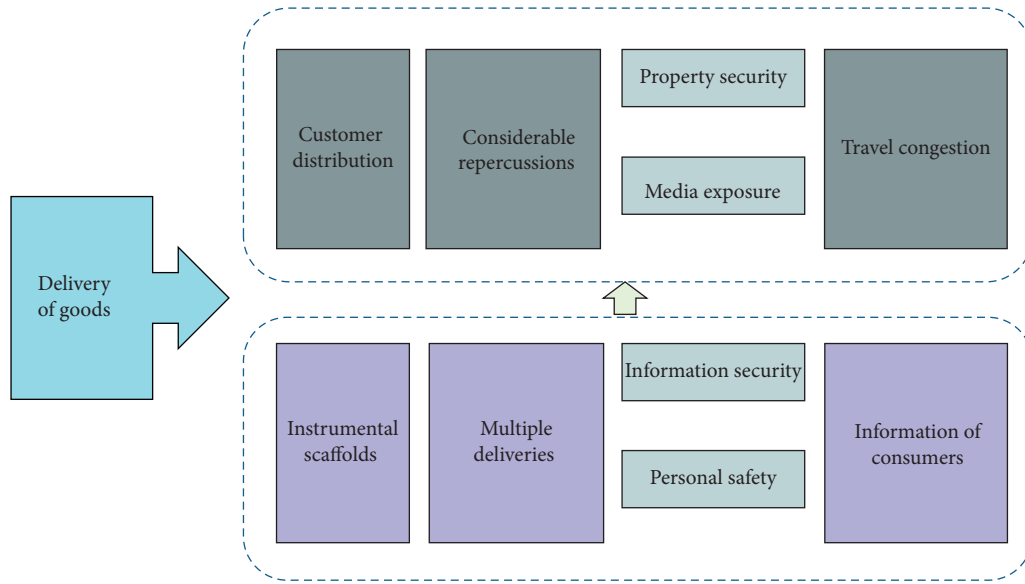 Delivery
of goods
Customer
distribution
Considerable
repercussions
Property security
Media exposure
Travel congestion
Instrumental
scaffolds
Multiple
deliveries
Information security
Personal safety
Information of
consumers